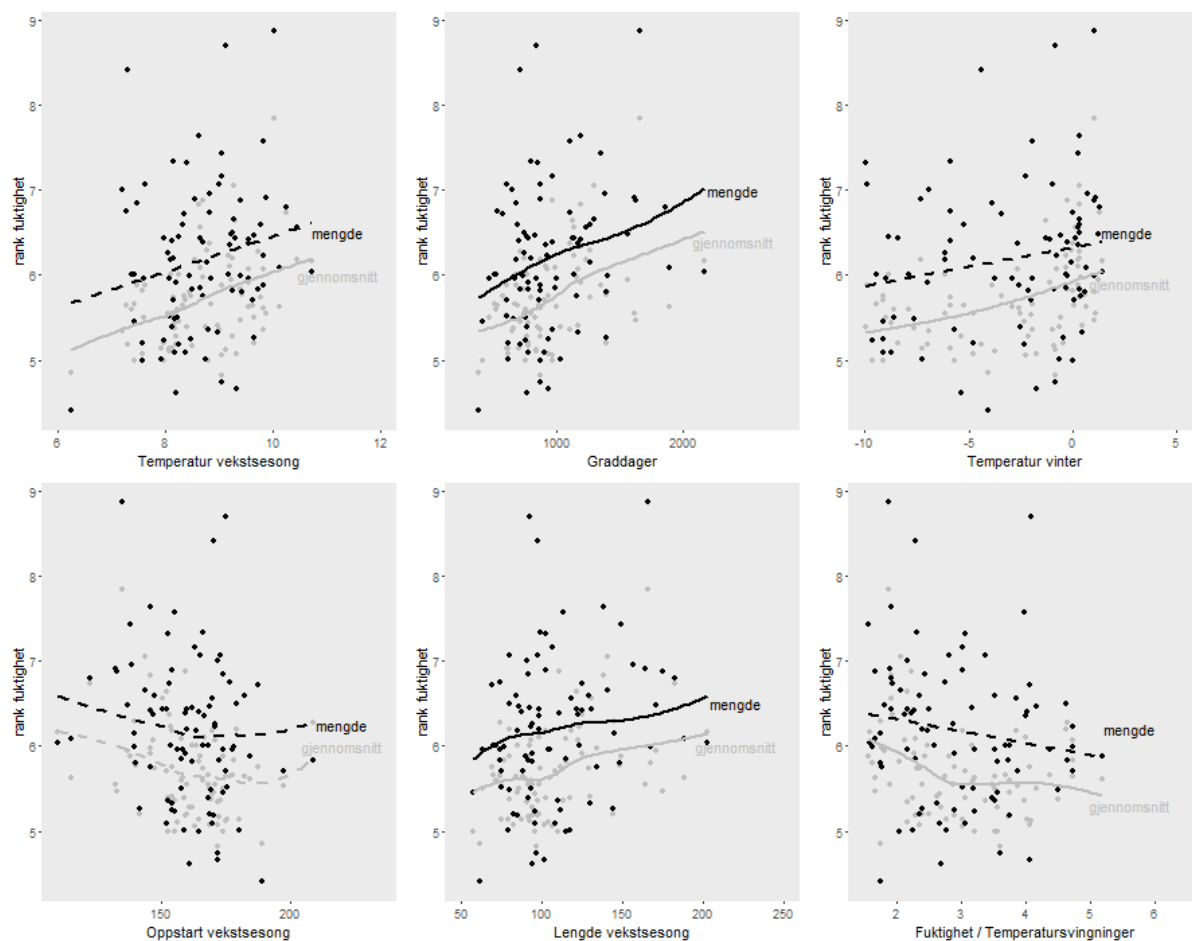 rank fuktighet
9
8
7
6
5
mengde
gjennomsnitt
6 8 10 12
Temperatur vekstsesong
rank fuktighet
9
8
7
6
5
mengde
gjennomsnitt
1000 2000
Graddager
rank fuktighet
9
8
7
6
5
mengde
gjennomsnitt
-10 -5 0 5
Temperatur vinter
rank fuktighet
9
8
7
6
5
mengde
gjennomsnitt
150 200
Oppstart vekstsesong
rank fuktighet
9
8
7
6
5
mengde
gjennomsnitt
50 100 150 200 250
Lengde vekstsesong
rank fuktighet
9
8
7
6
5
mengde
gjennomsnitt
2 3 4 5 6
Fuktighet / Temperatursvingninger